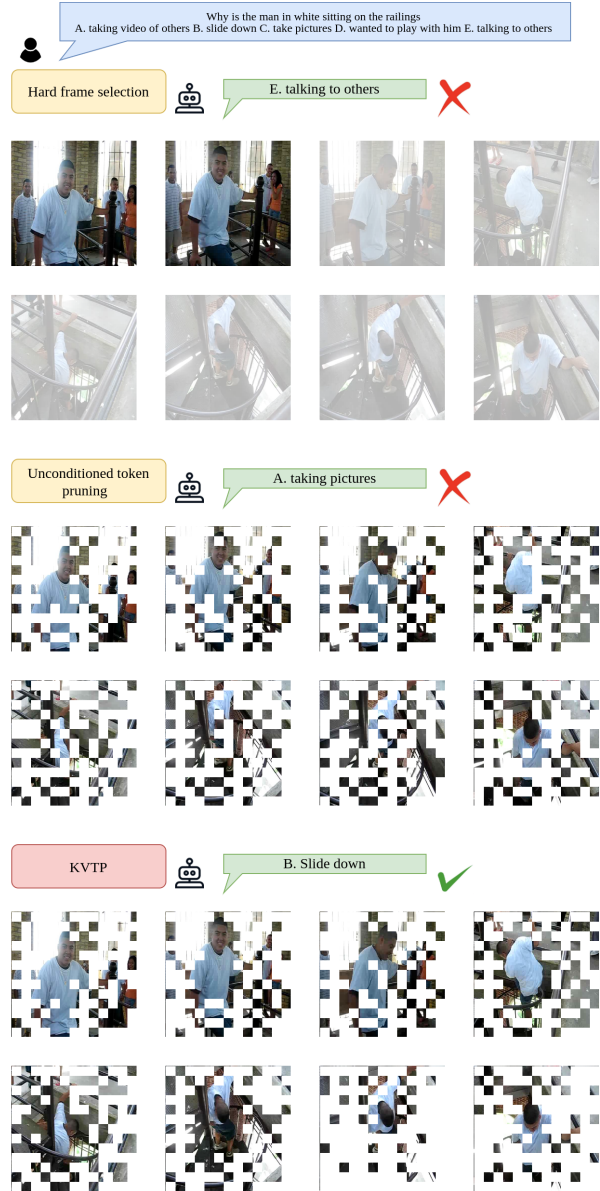 Why is the man in white sitting on the railings
A. taking video of others B. slide down C. take pictures D. wanted to play with him E. talking to others
Hard frame selection
E. talking to others
Unconditioned token
pruning
A. taking pictures
KVTP
B. Slide down